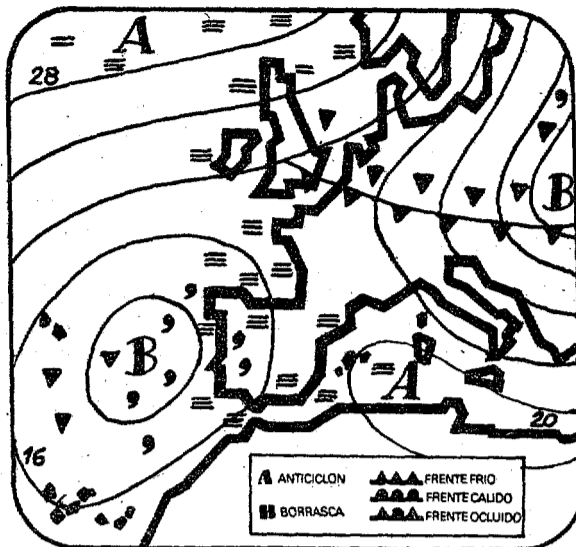 A
28
B
B
A
16
20
A ANTICICLON
FRENTE FRIO
FRENTE CALIDO
B BORRASCA
FRENTE OCLUIDO